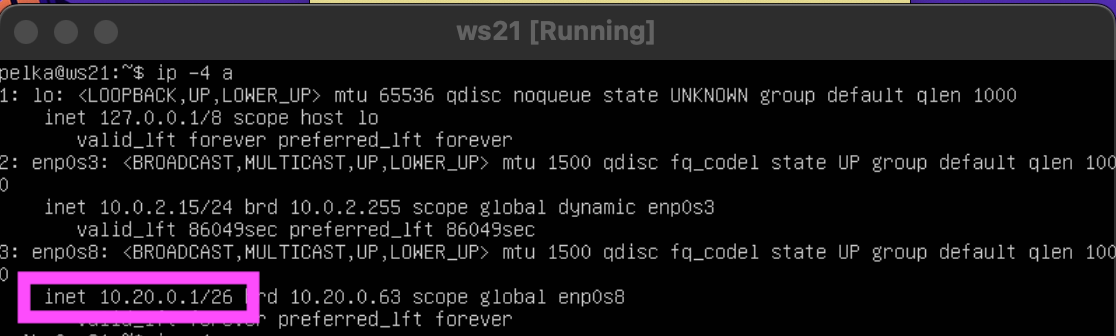 ws21 [Running]
pelka@ws21:~$ ip -4 a
1: lo: <LOOPBACK,UP,LOWER_UP> mtu 65536 qdisc noqueue state UNKNOWN group default qlen 1000
inet 127.0.0.1/8 scope host lo
valid_lft forever preferred_lft forever
2: enp0s3: <BROADCAST,MULTICAST,UP,LOWER_UP> mtu 1500 qdisc fq_codel state UP group default qlen 100
0
inet 10.0.2.15/24 brd 10.0.2.255 scope global dynamic enp0s3
valid_lft 86049sec preferred_lft 86049sec
3: enp0s8: <BROADCAST,MULTICAST,UP,LOWER_UP> mtu 1500 qdisc fq_codel state UP group default qlen 100
0
inet 10.20.0.1/26 brd 10.20.0.63 scope global enp0s8
valid_lft forever preferred_lft forever